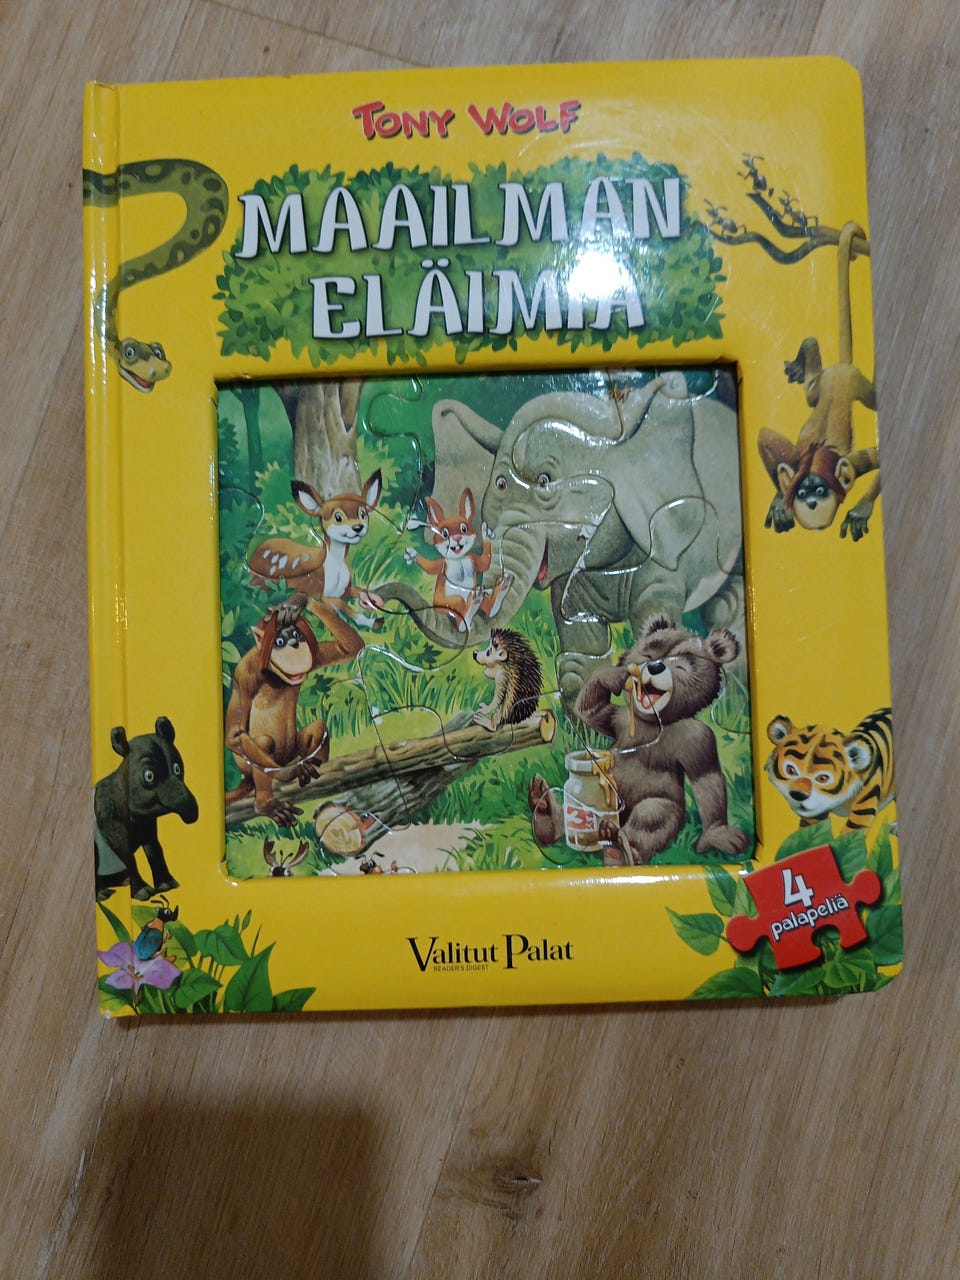 TONY WOLF
MAAILMAN
ELÄIMIÄ
4
palapeliä
Valitut Palat
READER'S DIGEST